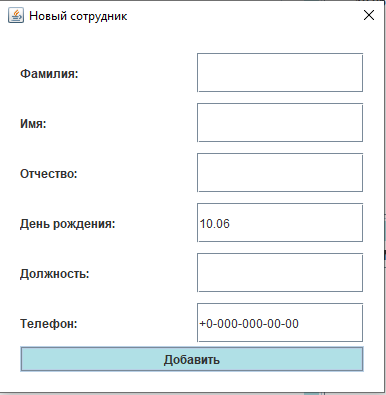 Новый сотрудник
Фамилия:
Имя:
Отчество:
День рождения: 10.06
Должность:
Телефон: +0-000-000-00-00
Добавить